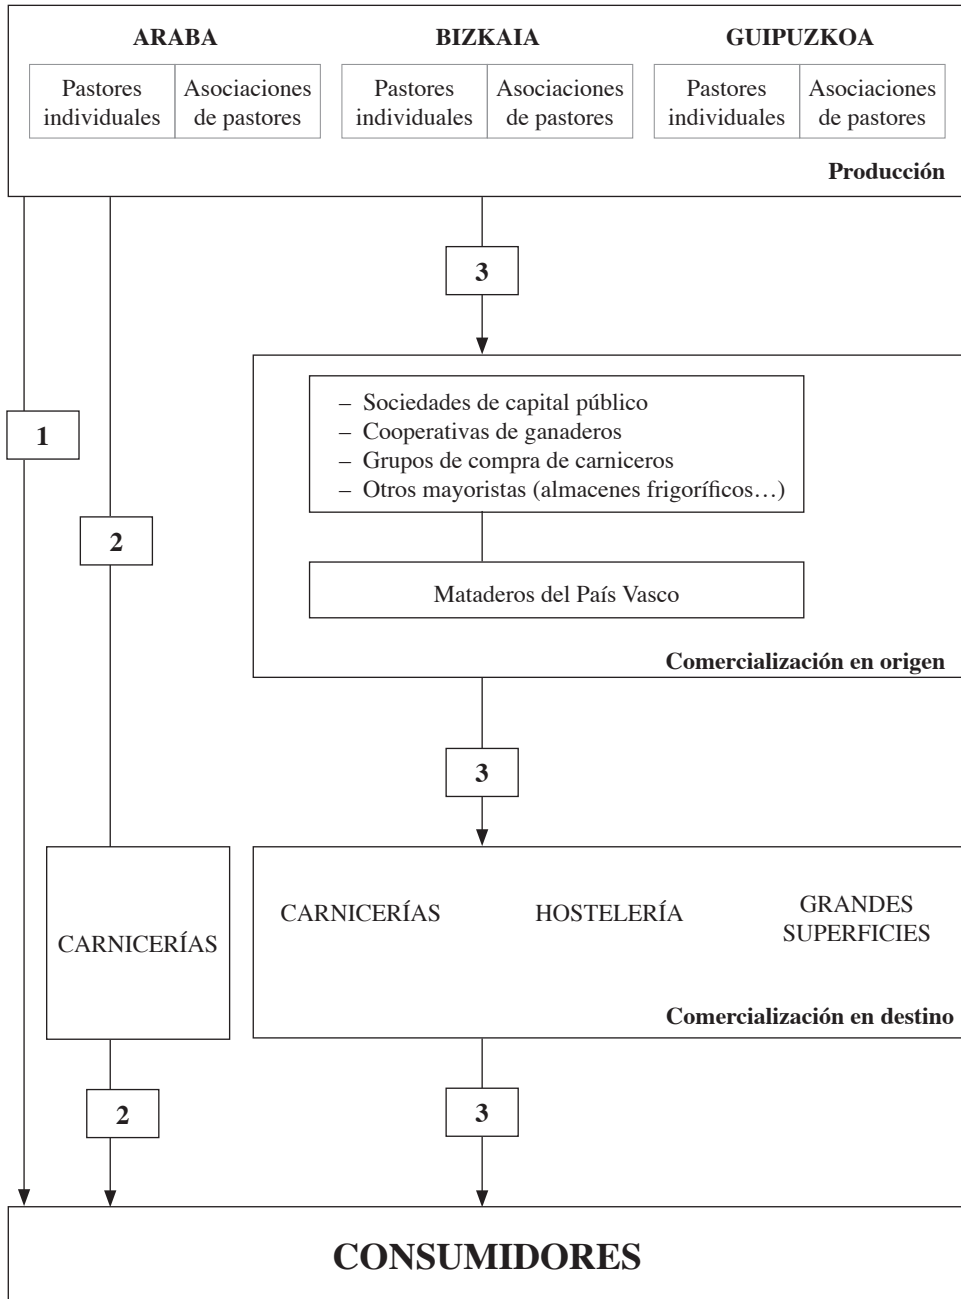 ARABA
BIZKAIA
GUIPUZKOA
Pastores
individuales
Asociaciones
de pastores
Pastores
individuales
Asociaciones
de pastores
Pastores
individuales
Asociaciones
de pastores
Producción
3
– Sociedades de capital público
– Cooperativas de ganaderos
– Grupos de compra de carniceros
– Otros mayoristas (almacenes frigoríficos…)
1
2
Mataderos del País Vasco
Comercialización en origen
3
CARNICERÍAS
CARNICERÍAS
HOSTELERÍA
GRANDES
SUPERFICIES
Comercialización en destino
2
3
CONSUMIDORES